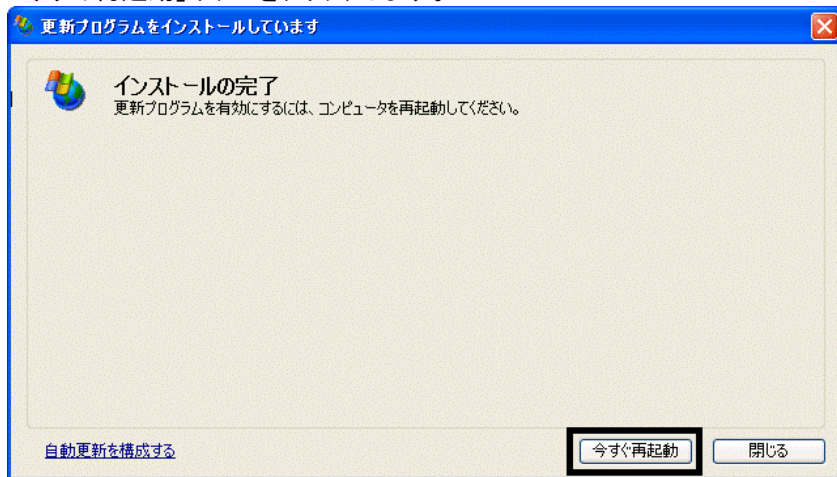 更新プログラムをインストールしています
インストールの完了
更新プログラムを有効にするには、コンピュータを再起動してください。
自動更新を構成する
今すぐ再起動
閉じる